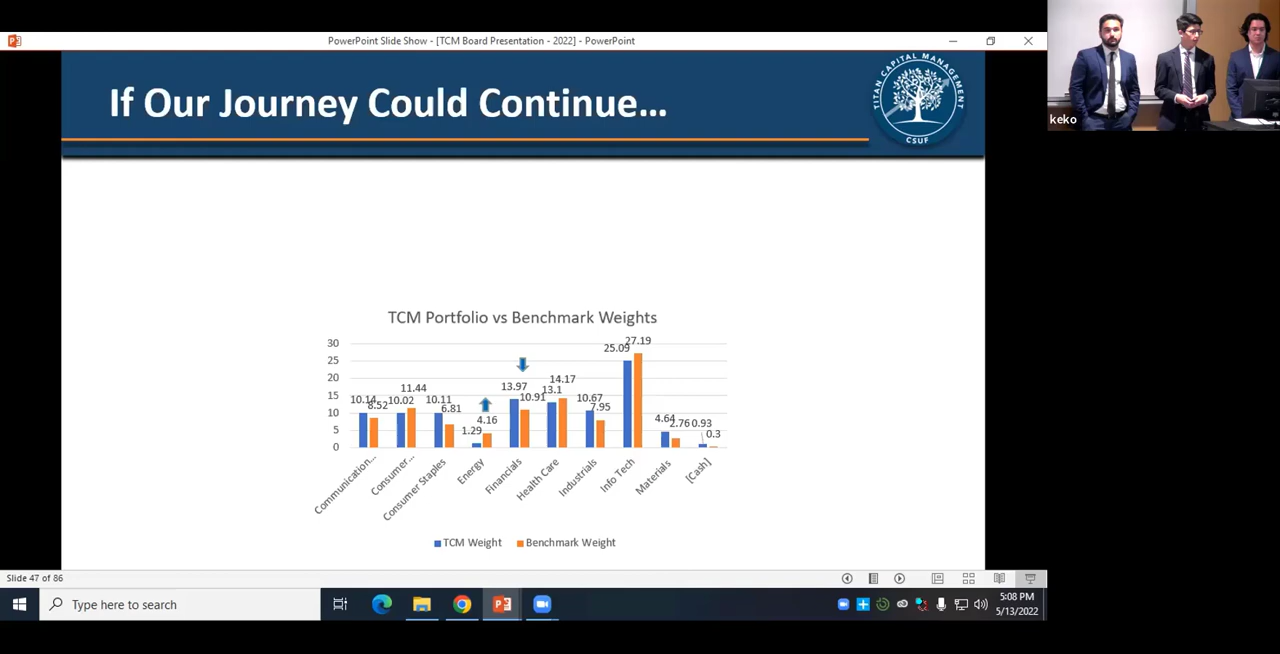 PowerPoint Slide Show - [TCM Board Presentation - 2022] - PowerPoint
If Our Journey Could Continue...
TITAN CAPITAL MANAGEMENT
CSUF
keko
TCM Portfolio vs Benchmark Weights
30
25
20
15
10
5
0
10.14
8.52
10.02
11.44
10.11
6.81
1.29
4.16
13.97
10.91
13.1
14.17
10.67
7.95
25.09
27.19
4.64
2.76
0.93
0.3
Communication...
Consumer...
Consumer Staples
Energy
Financials
Health Care
Industrials
Info Tech
Materials
[Cash]
TCM Weight
Benchmark Weight
Slide 47 of 86
Type here to search
5:08 PM
5/13/2022